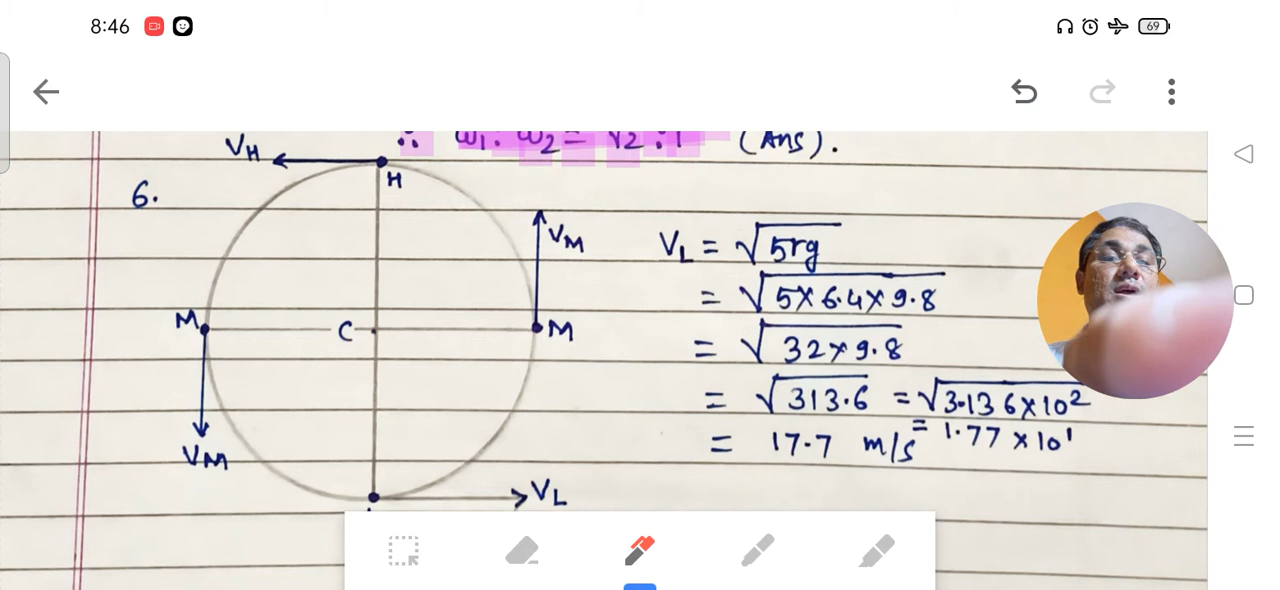 8:46
69
∴ ω1 : ω2 = √2 : 1 (Ans).
6.
VH
H
VM
M
C
M
VM
VL
VL = √5rg
= √5×6.4×9.8
= √32×9.8
= √313.6 = √3.136×10²
= 17.7 m/s = 1.77×10¹